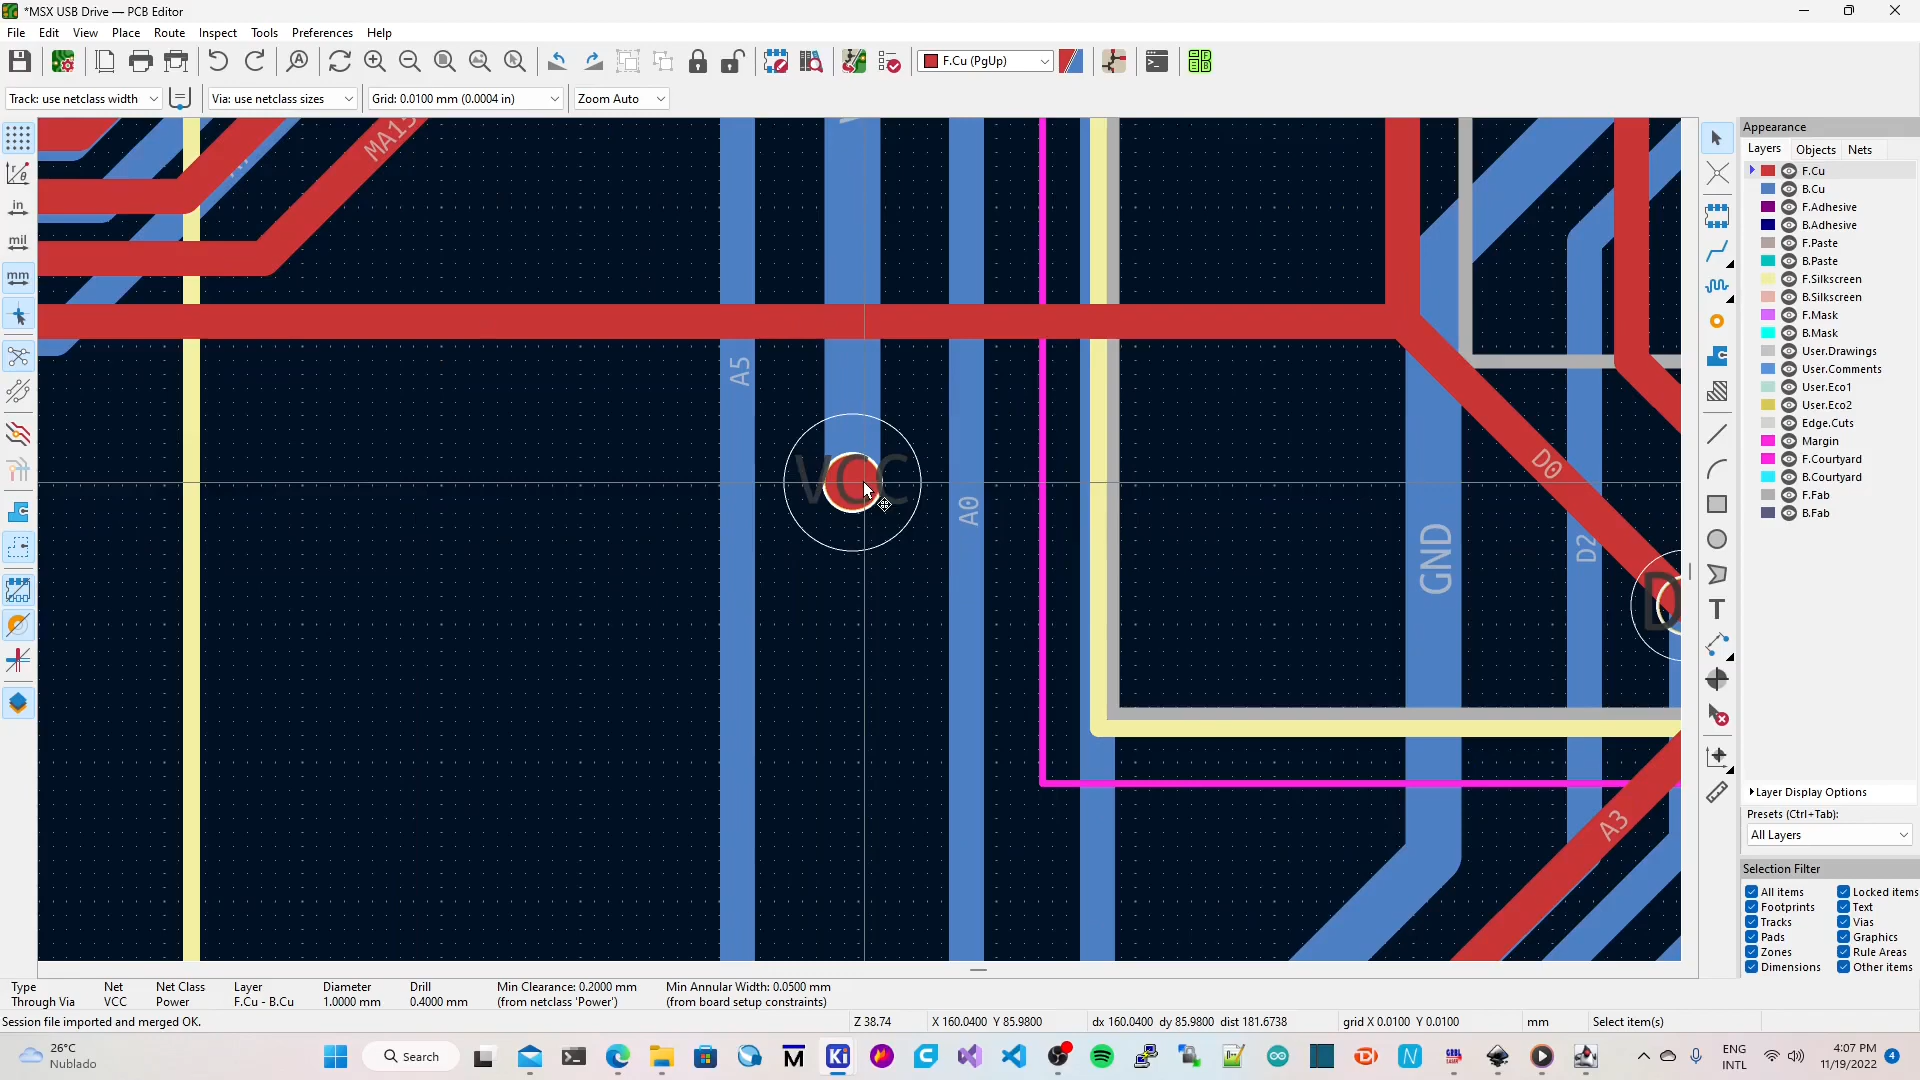 *MSX USB Drive — PCB Editor
File Edit View Place Route Inspect Tools Preferences Help
F.Cu (PgUp)
Track: use netclass width
Via: use netclass sizes
Grid: 0.0100 mm (0.0004 in)
Zoom Auto
in
mil
mm
MA15
A5
VCC
A0
GND
D0
D2
A3
Appearance
Layers Objects Nets
F.Cu
B.Cu
F.Adhesive
B.Adhesive
F.Paste
B.Paste
F.Silkscreen
B.Silkscreen
F.Mask
B.Mask
User.Drawings
User.Comments
User.Eco1
User.Eco2
Edge.Cuts
Margin
F.Courtyard
B.Courtyard
F.Fab
B.Fab
Layer Display Options
Presets (Ctrl+Tab):
All Layers
Selection Filter
All items Locked items
Footprints Text
Tracks Vias
Pads Graphics
Zones Rule Areas
Dimensions Other items
Type Net Net Class Layer Diameter Drill Min Clearance: 0.2000 mm Min Annular Width: 0.0500 mm
Through Via VCC Power F.Cu - B.Cu 1.0000 mm 0.4000 mm (from netclass 'Power') (from board setup constraints)
Session file imported and merged OK. Z 38.74 X 160.0400 Y 85.9800 dx 160.0400 dy 85.9800 dist 181.6738 grid X 0.0100 Y 0.0100 mm Select item(s)
26°C
Nublado
Search
Ki
ENG
INTL
4:07 PM
11/19/2022
4